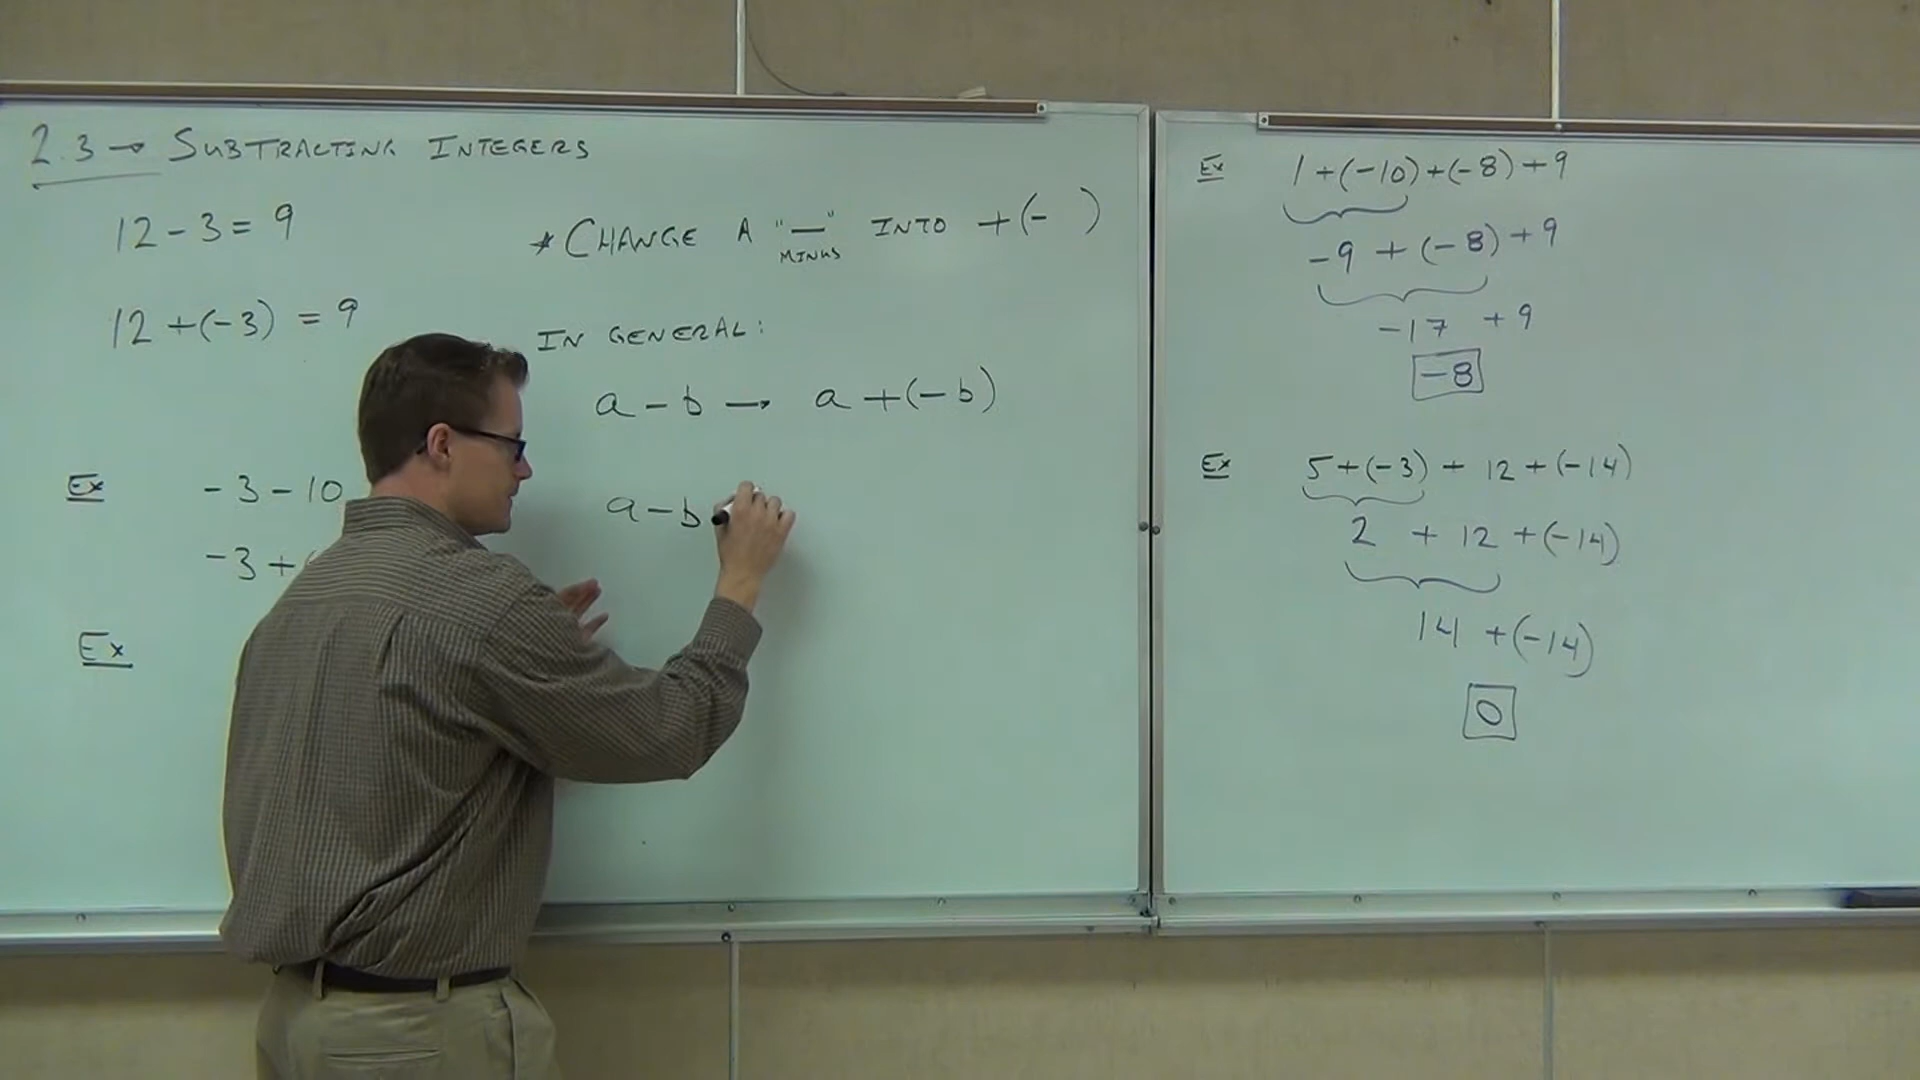 2.3 → SUBTRACTING INTEGERS
12 - 3 = 9
12 + (-3) = 9
Ex -3 - 10
-3 + (
Ex
* CHANGE A "—" INTO +(- )
MINUS
IN GENERAL:
a - b → a + (-b)
a - b
Ex 1 + (-10) + (-8) + 9
-9 + (-8) + 9
-17 + 9
-8
Ex 5 + (-3) + 12 + (-14)
2 + 12 + (-14)
14 + (-14)
0